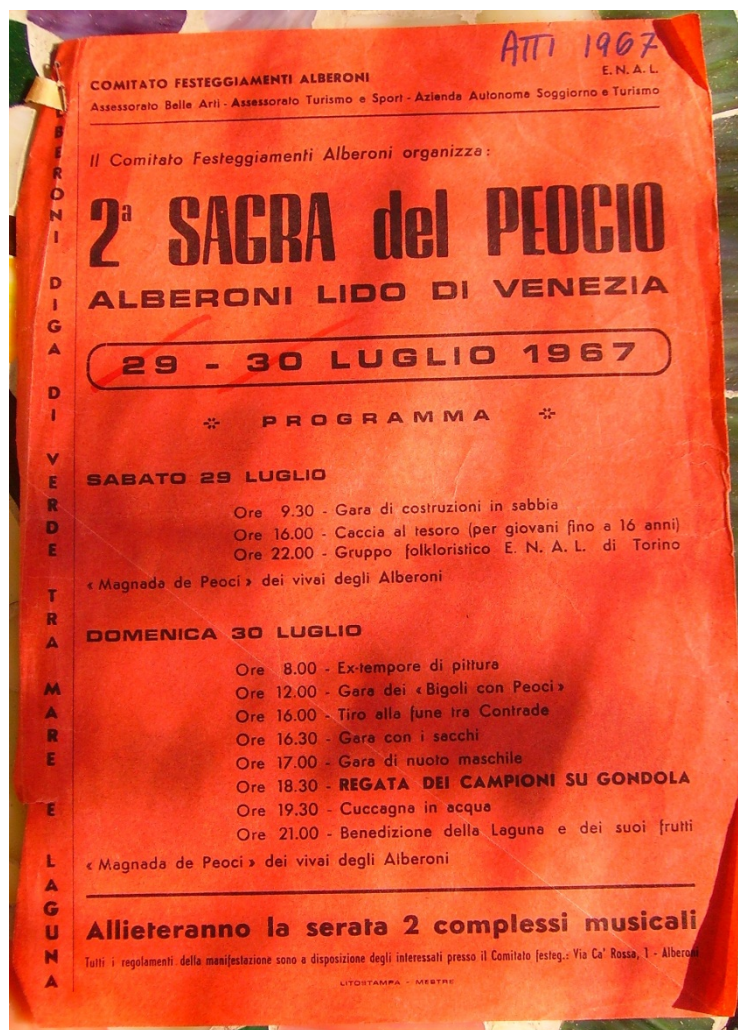 ATTI 1967
COMITATO FESTEGGIAMENTI ALBERONI
E. N. A. L.
Assessorato Belle Arti - Assessorato Turismo e Sport - Azienda Autonoma Soggiorno e Turismo
Il Comitato Festeggiamenti Alberoni organizza :
2ª SAGRA del PEOCIO
ALBERONI LIDO DI VENEZIA
29 - 30 LUGLIO 1967
PROGRAMMA
SABATO 29 LUGLIO
Ore 9.30 - Gara di costruzioni in sabbia
Ore 16.00 - Caccia al tesoro (per giovani fino a 16 anni)
Ore 22.00 - Gruppo folkloristico E. N. A. L. di Torino
« Magnada de Peoci » dei vivai degli Alberoni
DOMENICA 30 LUGLIO
Ore 8.00 - Ex-tempore di pittura
Ore 12.00 - Gara dei « Bigoli con Peoci »
Ore 16.00 - Tiro alla fune tra Contrade
Ore 16.30 - Gara con i sacchi
Ore 17.00 - Gara di nuoto maschile
Ore 18.30 - REGATA DEI CAMPIONI SU GONDOLA
Ore 19.30 - Cuccagna in acqua
Ore 21.00 - Benedizione della Laguna e dei suoi frutti
« Magnada de Peoci » dei vivai degli Alberoni
Allieteranno la serata 2 complessi musicali
Tutti i regolamenti della manifestazione sono a disposizione degli interessati presso il Comitato festeg.: Via Ca' Rossa, 1 - Alberoni
LITOSTAMPA - MESTRE
LBERONI DIGA DI VERDE TRA MARE E LAGUNA